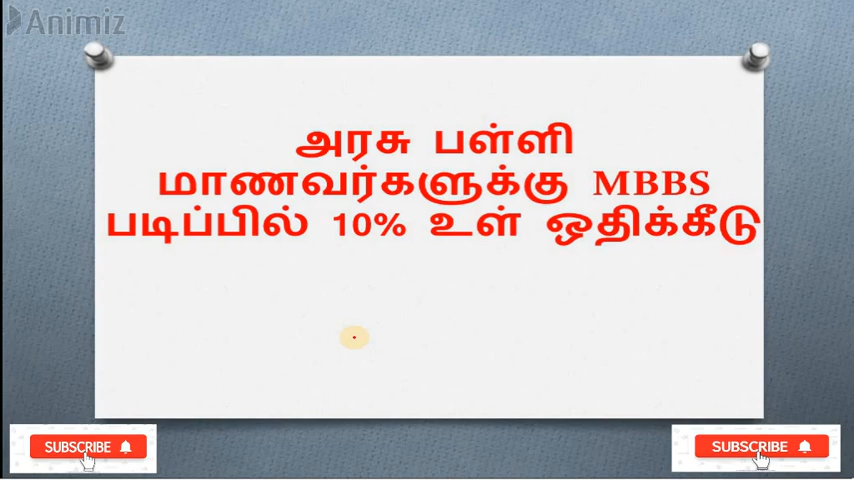 Animiz
அரசு பள்ளி
மாணவர்களுக்கு MBBS
படிப்பில் 10% உள் ஒதிக்கீடு
SUBSCRIBE
SUBSCRIBE